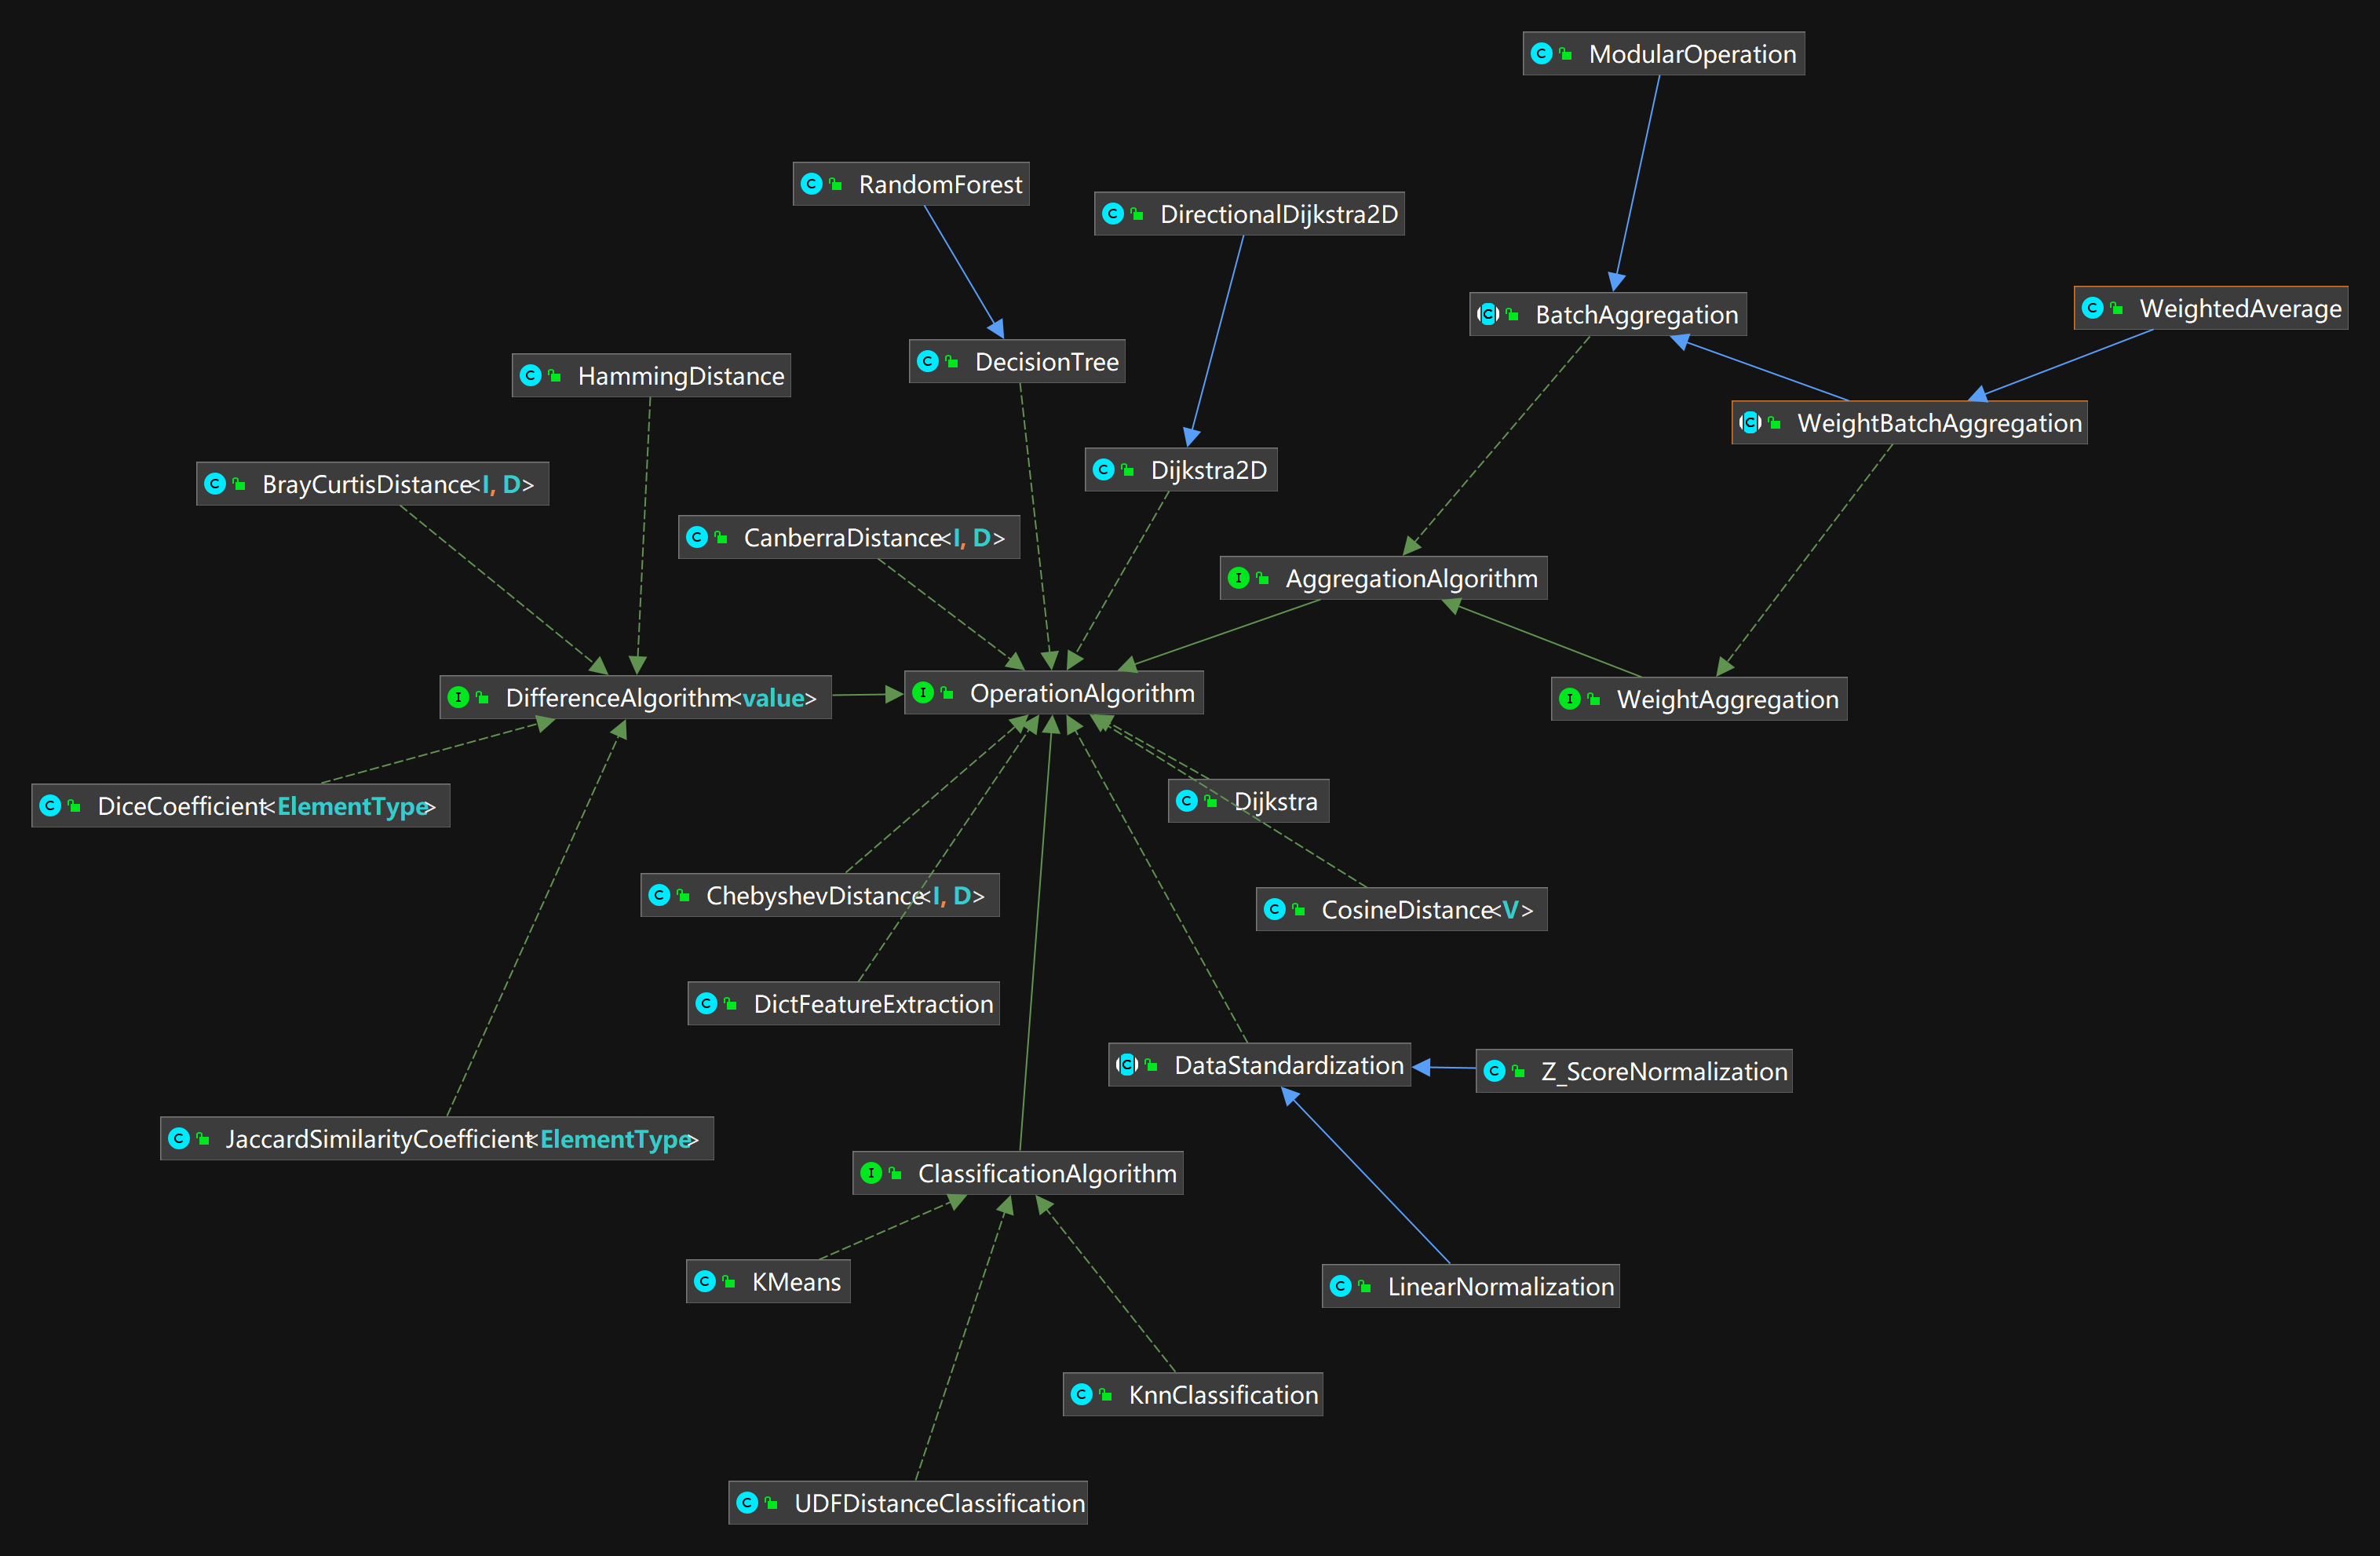 ModularOperation
RandomForest
DirectionalDijkstra2D
WeightedAverage
BatchAggregation
DecisionTree
HammingDistance
WeightBatchAggregation
Dijkstra2D
BrayCurtisDistance<I, D>
CanberraDistance<I, D>
AggregationAlgorithm
OperationAlgorithm
DifferenceAlgorithm<value>
WeightAggregation
Dijkstra
DiceCoefficient<ElementType>
ChebyshevDistance<I, D>
CosineDistance<V>
DictFeatureExtraction
DataStandardization
Z_ScoreNormalization
JaccardSimilarityCoefficient<ElementType>
ClassificationAlgorithm
KMeans
LinearNormalization
KnnClassification
UDFDistanceClassification